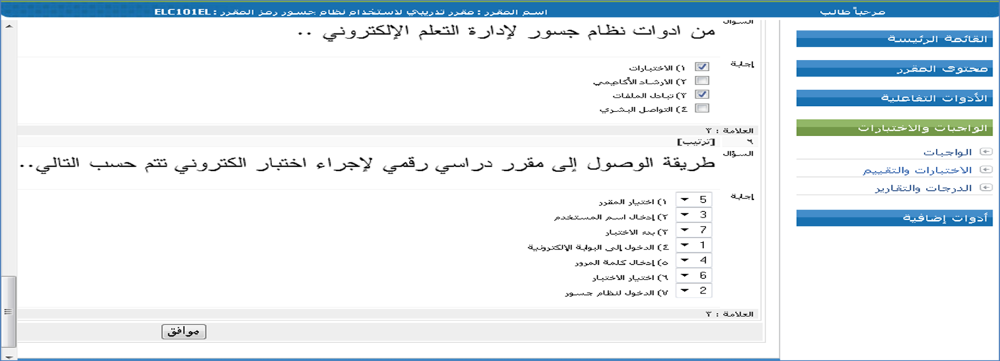 مرحباً طالب
اسم المقرر : مقرر تدريبي لاستخدام نظام جسور رمز المقرر : ELC101EL
القائمة الرئيسة
محتوى المقرر
الأدوات التفاعلية
الواجبات والاختبارات
الواجبات
الاختبارات والتقييم
الدرجات والتقارير
أدوات إضافية
السؤال
من ادوات نظام جسور لإدارة التعلم الإلكتروني ..
إجابة
١) الاختبارات
٢) الارشاد الأكاديمي
٣) تبادل الملفات
٤) التواصل البشري
العلامة : ٢
٦ [ترتيب]
السؤال
طريقة الوصول إلى مقرر دراسي رقمي لإجراء اختبار الكتروني تتم حسب التالي..
إجابة
5 ١) اختيار المقرر
3 ٢) إدخال اسم المستخدم
7 ٣) بدء الاختبار
1 ٤) الدخول إلى البوابة الإلكترونية
4 ٥) إدخال كلمة المرور
6 ٦) اختيار الاختبار
2 ٧) الدخول لنظام جسور
العلامة : ٢
موافق